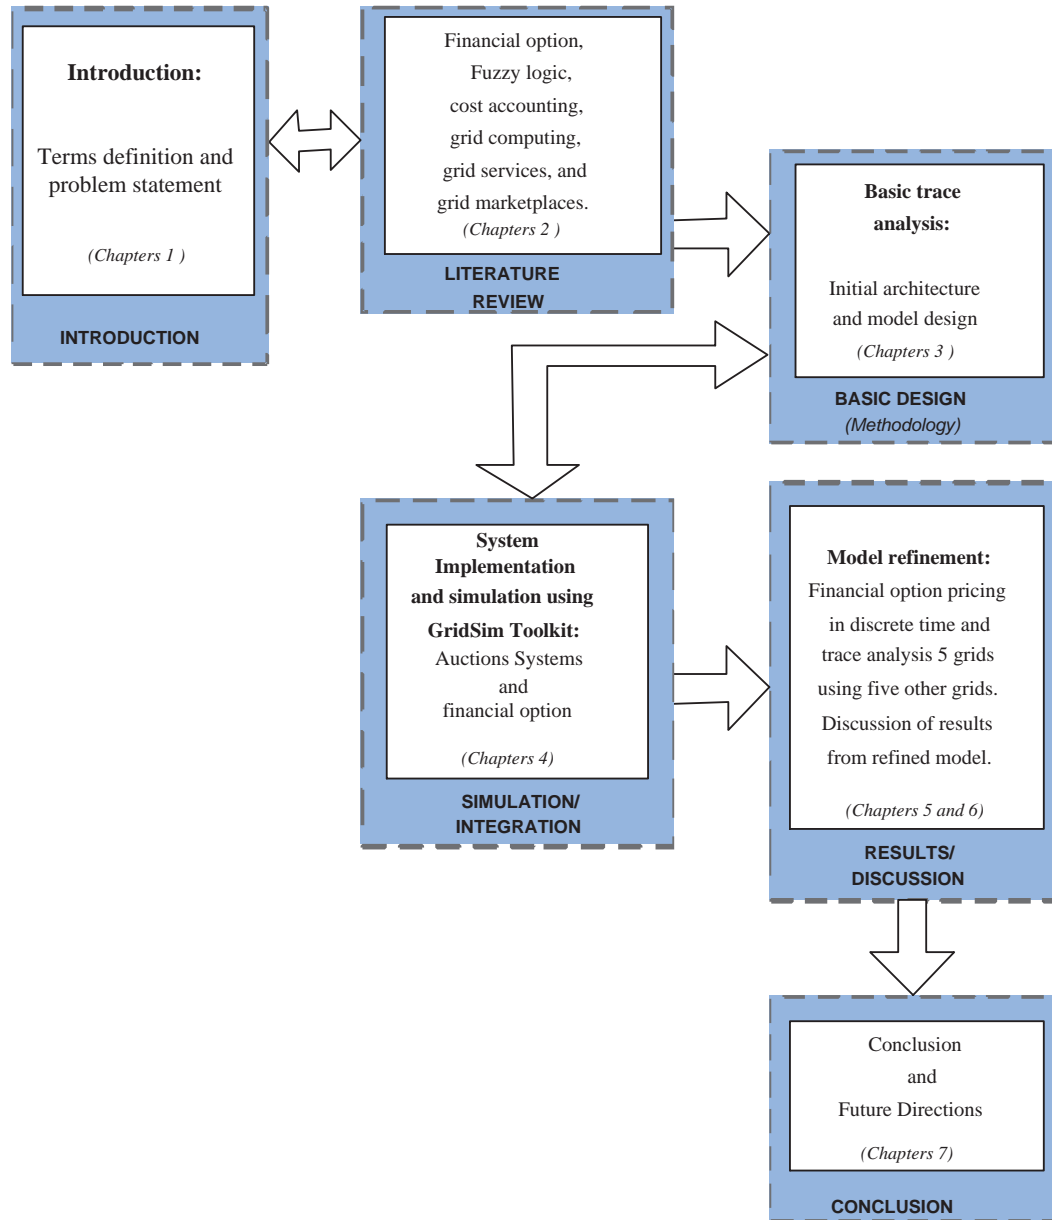 Introduction:
Terms definition and
problem statement
(Chapters 1 )
INTRODUCTION
Financial option,
Fuzzy logic,
cost accounting,
grid computing,
grid services, and
grid marketplaces.
(Chapters 2 )
LITERATURE
REVIEW
Basic trace
analysis:
Initial architecture
and model design
(Chapters 3 )
BASIC DESIGN
(Methodology)
System
Implementation
and simulation using
GridSim Toolkit:
Auctions Systems
and
financial option
(Chapters 4)
SIMULATION/
INTEGRATION
Model refinement:
Financial option pricing
in discrete time and
trace analysis 5 grids
using five other grids.
Discussion of results
from refined model.
(Chapters 5 and 6)
RESULTS/
DISCUSSION
Conclusion
and
Future Directions
(Chapters 7)
CONCLUSION